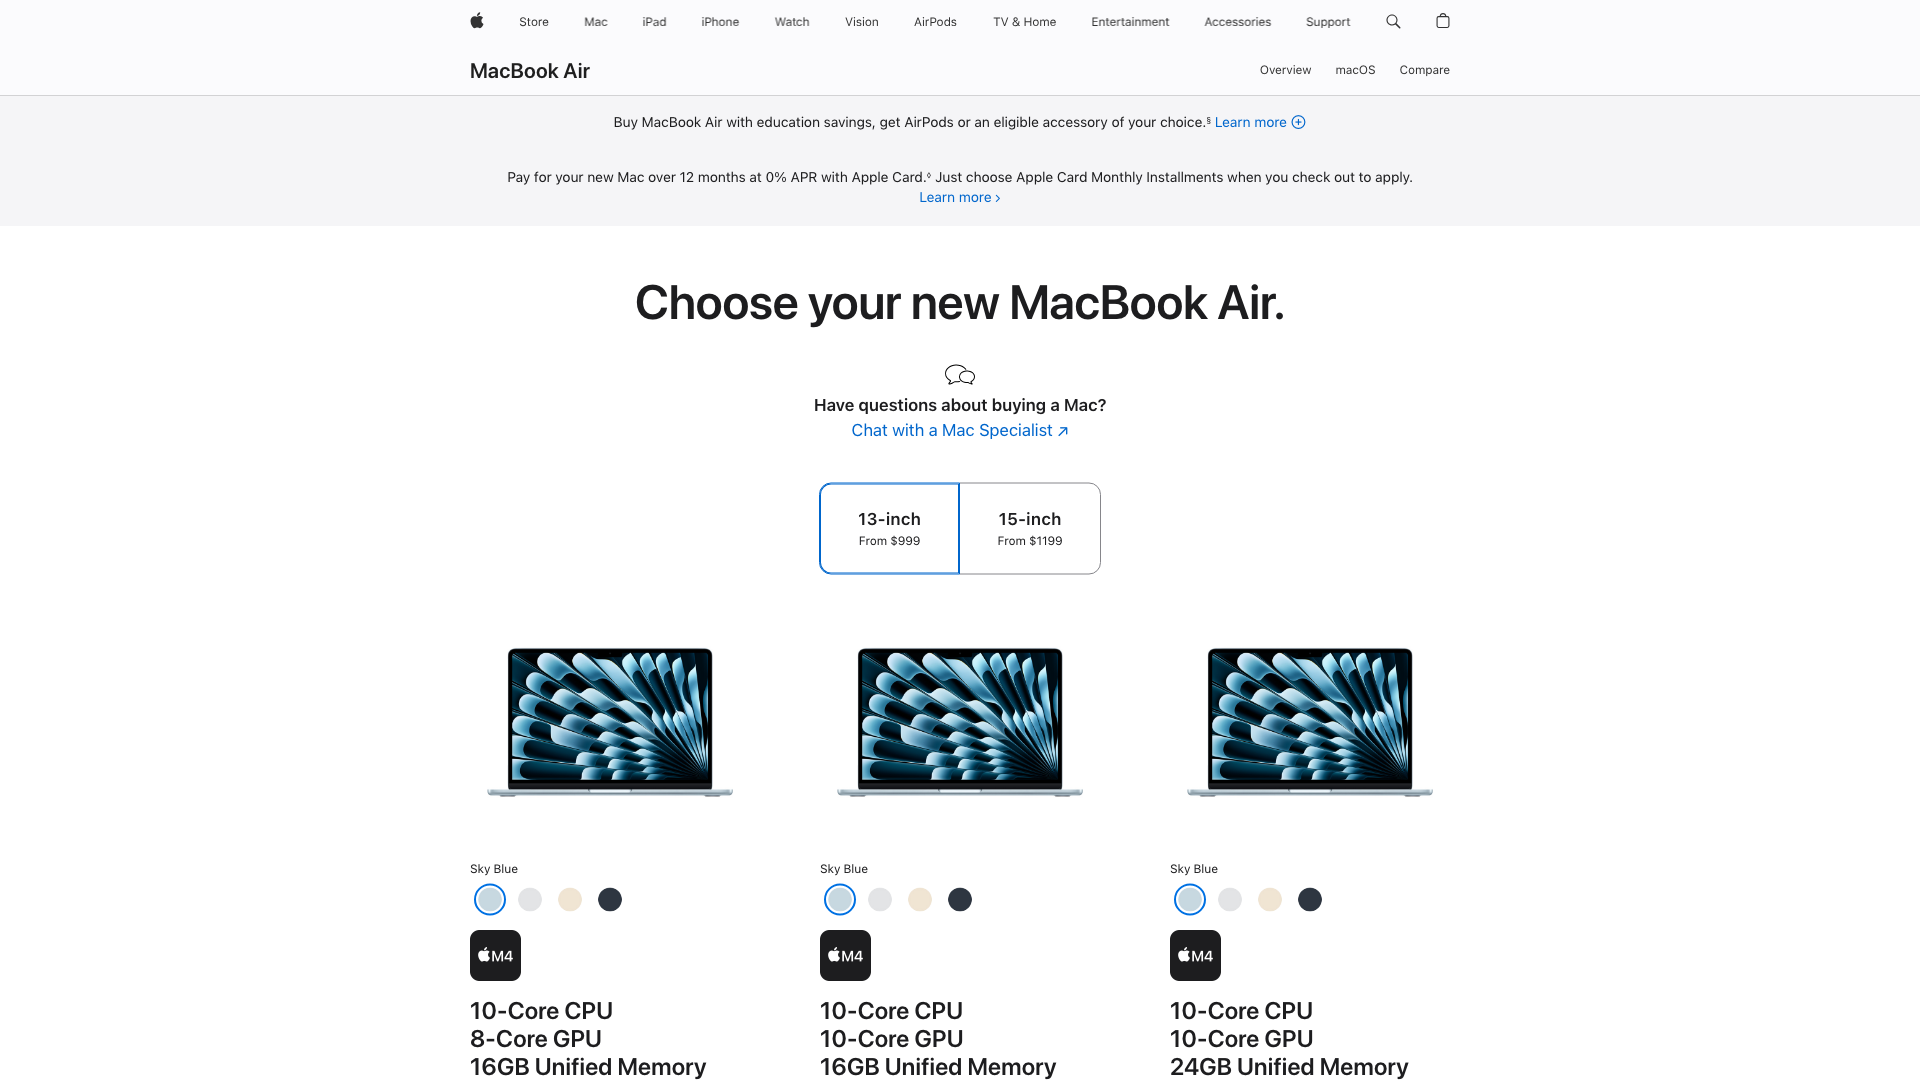 Store Mac iPad iPhone Watch Vision AirPods TV & Home Entertainment Accessories Support
MacBook Air
Overview macOS Compare
Buy MacBook Air with education savings, get AirPods or an eligible accessory of your choice.§ Learn more
Pay for your new Mac over 12 months at 0% APR with Apple Card.◊ Just choose Apple Card Monthly Installments when you check out to apply.
Learn more >
Choose your new MacBook Air.
Have questions about buying a Mac?
Chat with a Mac Specialist ↗
13-inch
From $999
15-inch
From $1199
Sky Blue
M4
10-Core CPU
8-Core GPU
16GB Unified Memory
Sky Blue
M4
10-Core CPU
10-Core GPU
16GB Unified Memory
Sky Blue
M4
10-Core CPU
10-Core GPU
24GB Unified Memory